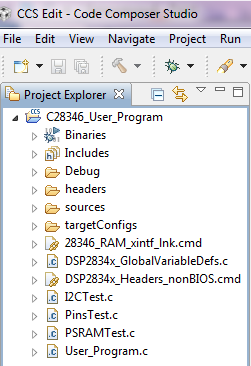 CCS Edit - Code Composer Studio
File Edit View Navigate Project Run
Project Explorer
C28346_User_Program
Binaries
Includes
Debug
headers
sources
targetConfigs
28346_RAM_xintf_lnk.cmd
DSP2834x_GlobalVariableDefs.c
DSP2834x_Headers_nonBIOS.cmd
I2CTest.c
PinsTest.c
PSRAMTest.c
User_Program.c